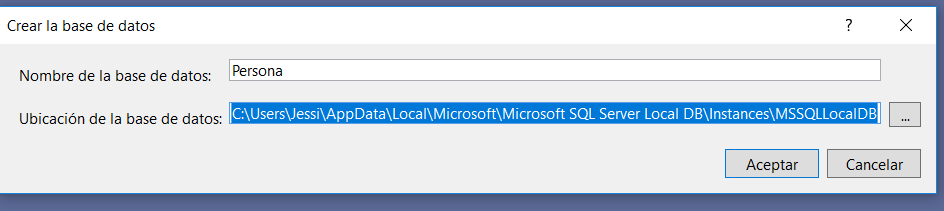 Crear la base de datos
?
Nombre de la base de datos: Persona
Ubicación de la base de datos: C:\Users\Jessi\AppData\Local\Microsoft\Microsoft SQL Server Local DB\Instances\MSSQLLocalDB ...
Aceptar Cancelar